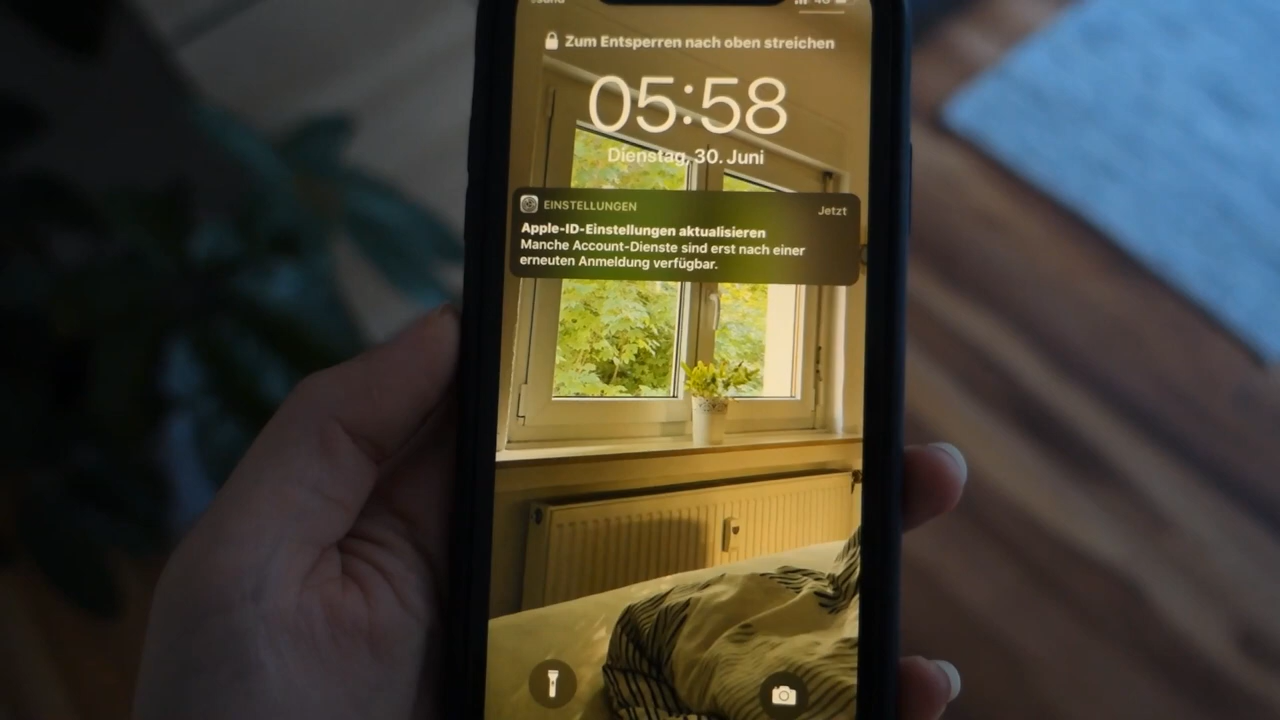 Zum Entsperren nach oben streichen
05:58
Dienstag, 30. Juni
EINSTELLUNGEN Jetzt
Apple-ID-Einstellungen aktualisieren
Manche Account-Dienste sind erst nach einer
erneuten Anmeldung verfügbar.